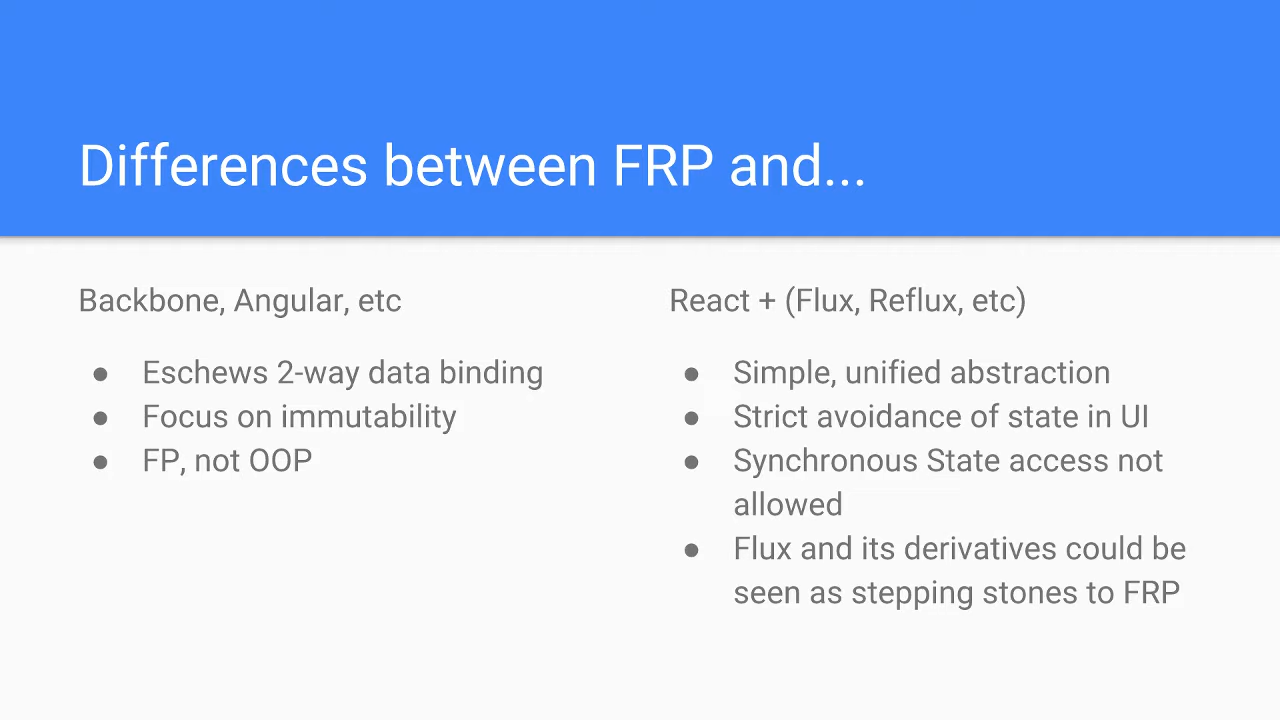 Differences between FRP and...
Backbone, Angular, etc
● Eschews 2-way data binding
● Focus on immutability
● FP, not OOP
React + (Flux, Reflux, etc)
● Simple, unified abstraction
● Strict avoidance of state in UI
● Synchronous State access not
allowed
● Flux and its derivatives could be
seen as stepping stones to FRP